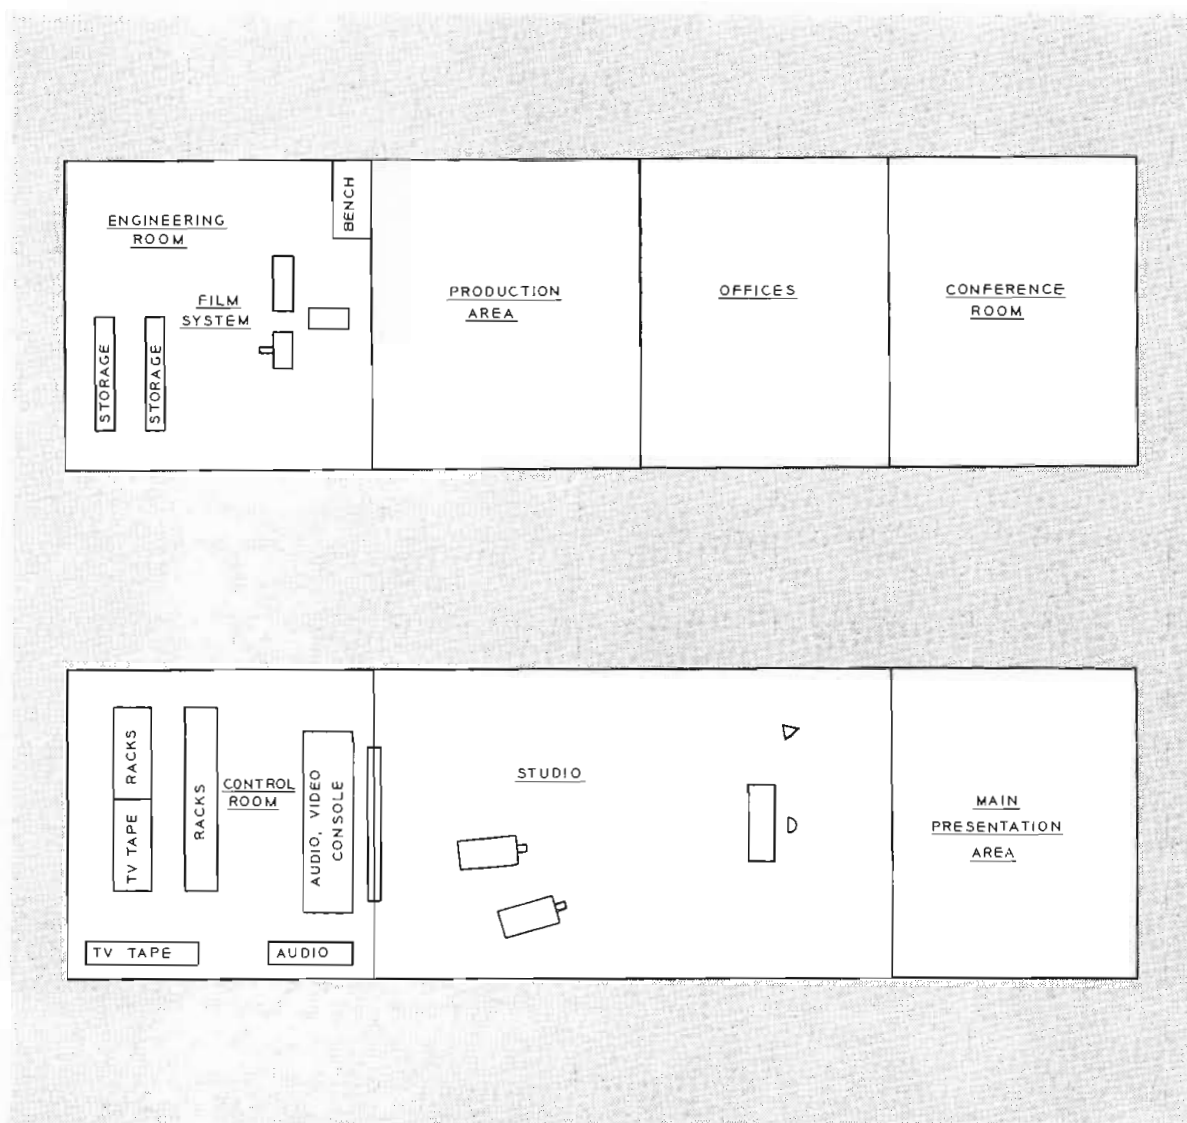 ENGINEERING
ROOM
BENCH
FILM
SYSTEM
STORAGE
STORAGE
PRODUCTION
AREA
OFFICES
CONFERENCE
ROOM
RACKS
TV TAPE
RACKS
CONTROL
ROOM
AUDIO, VIDEO
CONSOLE
TV TAPE
AUDIO
STUDIO
MAIN
PRESENTATION
AREA